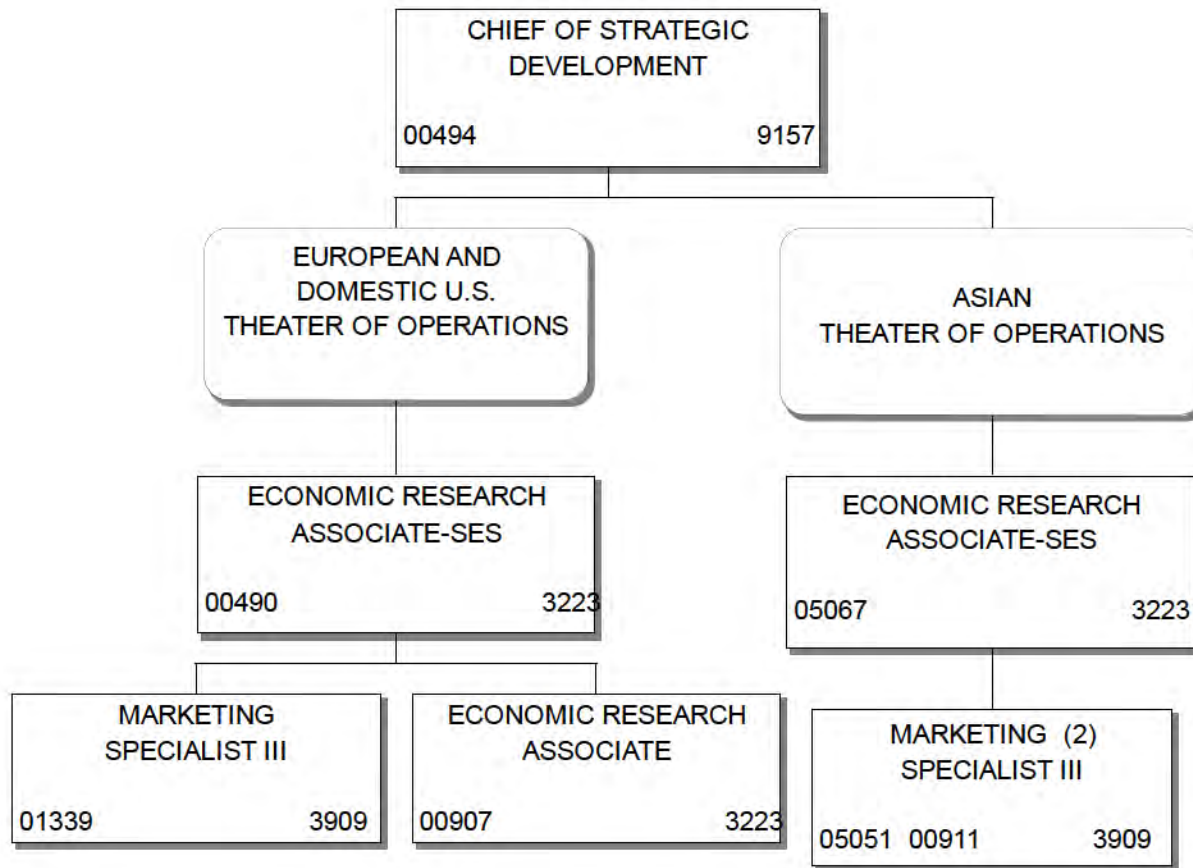 CHIEF OF STRATEGIC
DEVELOPMENT
00494 9157
EUROPEAN AND
DOMESTIC U.S.
THEATER OF OPERATIONS
ASIAN
THEATER OF OPERATIONS
ECONOMIC RESEARCH
ASSOCIATE-SES
00490 3223
ECONOMIC RESEARCH
ASSOCIATE-SES
05067 3223
MARKETING
SPECIALIST III
01339 3909
ECONOMIC RESEARCH
ASSOCIATE
00907 3223
MARKETING (2)
SPECIALIST III
05051 00911 3909